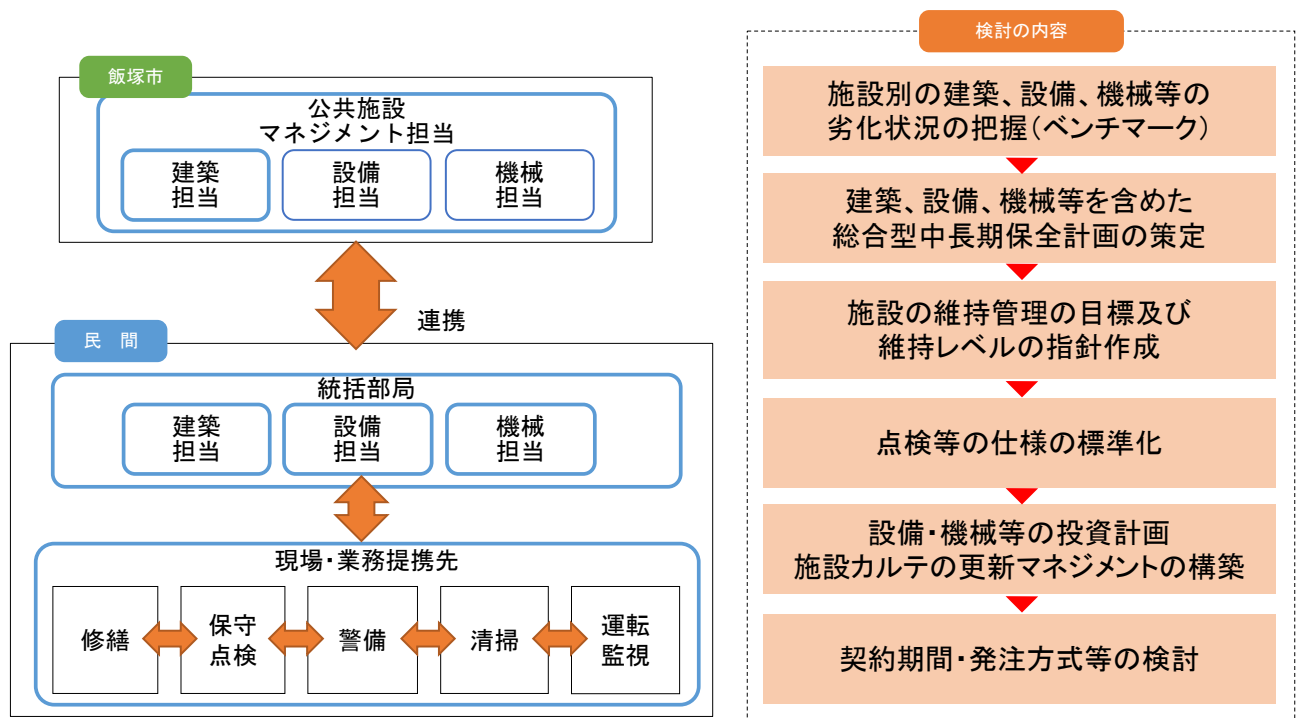 飯塚市
公共施設
マネジメント担当
建築
担当
設備
担当
機械
担当
連携
民　間
統括部局
建築
担当
設備
担当
機械
担当
現場・業務提携先
修繕
保守
点検
警備
清掃
運転
監視
検討の内容
施設別の建築、設備、機械等の
劣化状況の把握(ベンチマーク)
建築、設備、機械等を含めた
総合型中長期保全計画の策定
施設の維持管理の目標及び
維持レベルの指針作成
点検等の仕様の標準化
設備・機械等の投資計画
施設カルテの更新マネジメントの構築
契約期間・発注方式等の検討